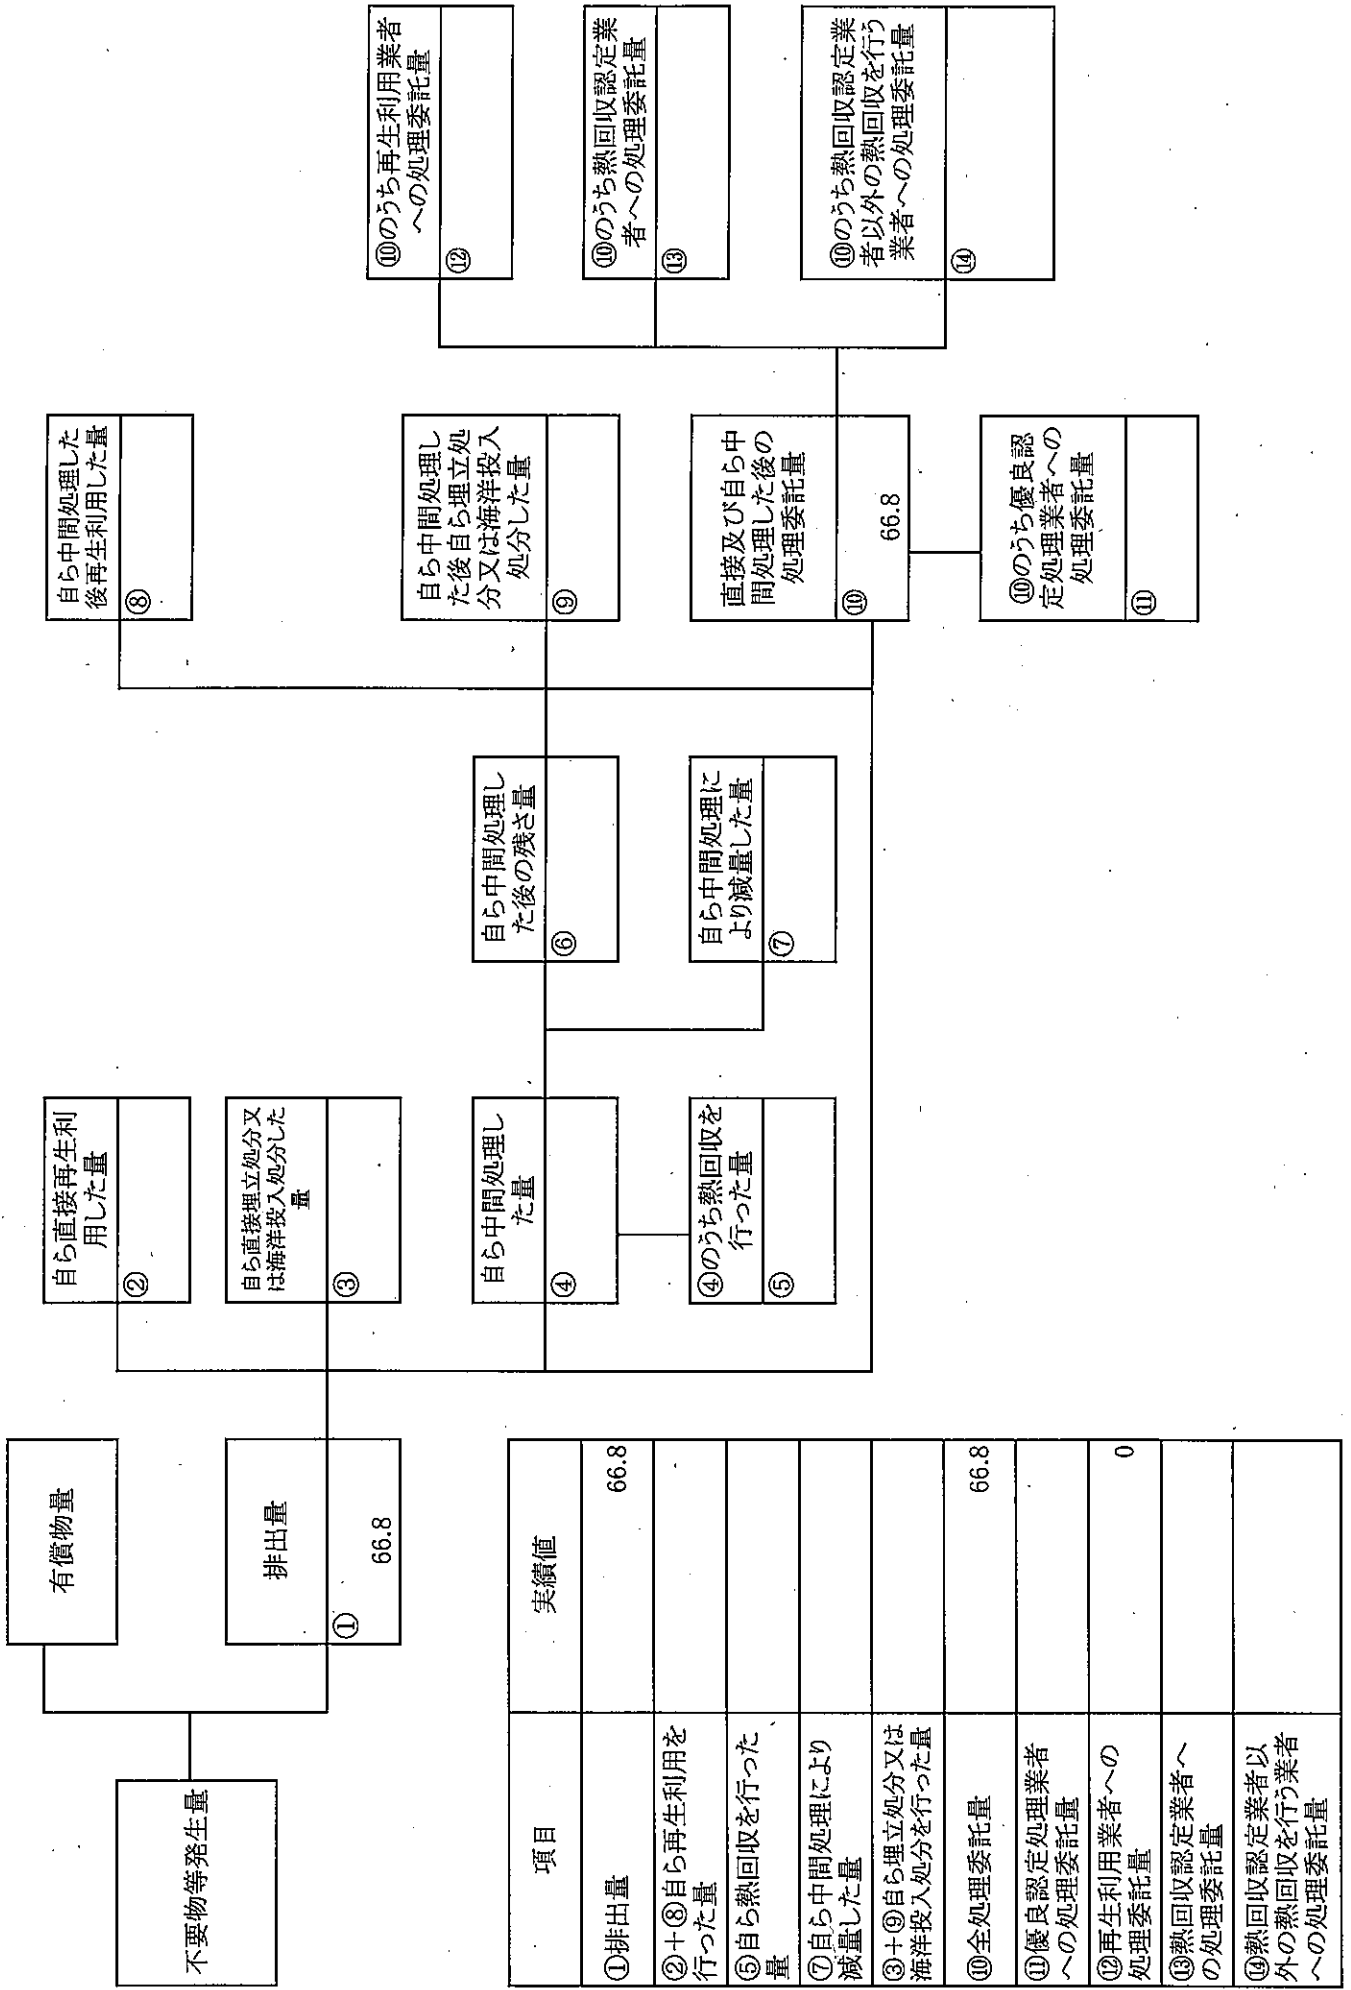 不要物等発生量
有償物量
排出量
①
66.8
自ら直接再生利
用した量
②
自ら直接埋立処分又
は海洋投入処分した
量
③
自ら中間処理し
た量
④
④のうち熱回収を
行った量
⑤
自ら中間処理し
た後の残さ量
⑥
自ら中間処理に
より減量した量
⑦
自ら中間処理した
後再生利用した量
⑧
自ら中間処理し
た後自ら埋立処
分又は海洋投入
処分した量
⑨
直接及び自ら中
間処理した後の
処理委託量
⑩
66.8
⑩のうち優良認
定処理業者への
処理委託量
⑪
⑩のうち再生利用業者
への処理委託量
⑫
⑩のうち熱回収認定業
者への処理委託量
⑬
⑩のうち熱回収認定業
者以外の熱回収を行う
業者への処理委託量
⑭
項目
実績値
①排出量
66.8
②+⑧自ら再生利用を
行った量
⑤自ら熱回収を行った
量
⑦自ら中間処理により
減量した量
③+⑨自ら埋立処分又は
海洋投入処分を行った量
⑩全処理委託量
66.8
⑪優良認定処理業者
への処理委託量
⑫再生利用業者への
処理委託量
0
⑬熱回収認定業者へ
の処理委託量
⑭熱回収認定業者以
外の熱回収を行う業者
への処理委託量